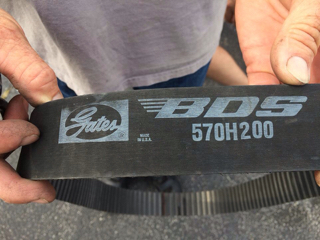 Gates
MADE
IN U.S.A.
BDS
570H200